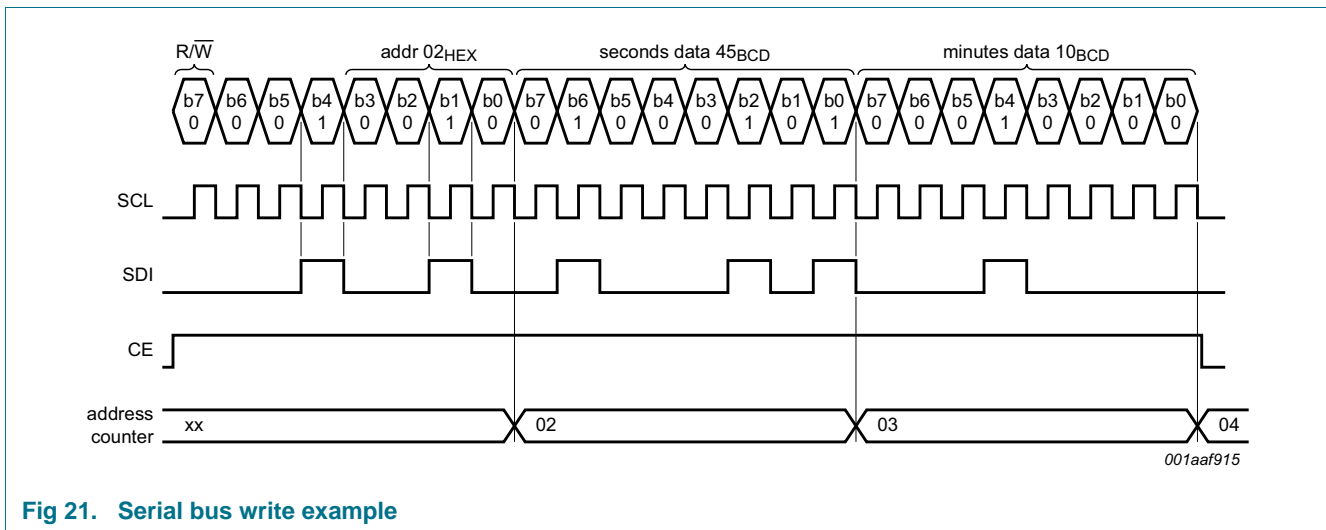 R/W addr 02HEX seconds data 45BCD minutes data 10BCD
b7 b6 b5 b4 b3 b2 b1 b0 b7 b6 b5 b4 b3 b2 b1 b0 b7 b6 b5 b4 b3 b2 b1 b0
0 0 0 1 0 0 1 0 0 1 0 0 0 1 0 1 0 0 0 1 0 0 0 0
SCL
SDI
CE
address
counter
xx 02 03 04
001aaf915
Fig 21. Serial bus write example